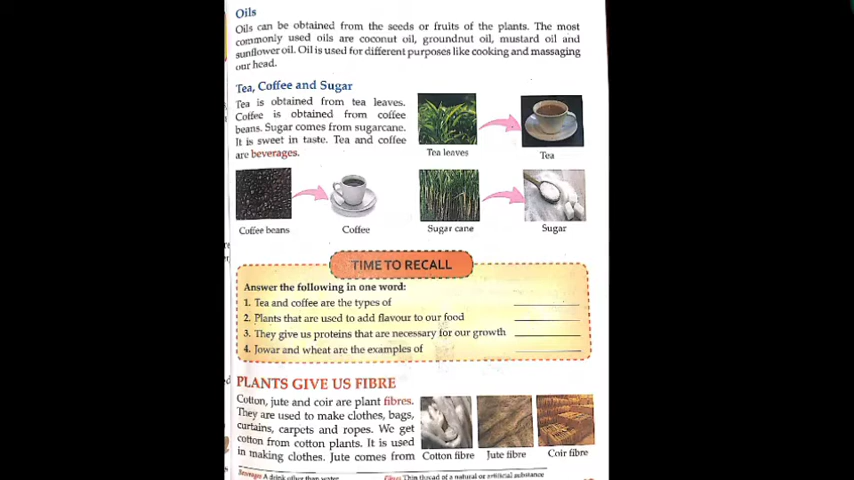 Oils
Oils can be obtained from the seeds or fruits of the plants. The most
commonly used oils are coconut oil, groundnut oil, mustard oil and
sunflower oil. Oil is used for different purposes like cooking and massaging
our head.
Tea, Coffee and Sugar
Tea is obtained from tea leaves.
Coffee is obtained from coffee
beans. Sugar comes from sugarcane.
It is sweet in taste. Tea and coffee
are beverages.
Tea leaves
Tea
Coffee beans
Coffee
Sugar cane
Sugar
TIME TO RECALL
Answer the following in one word:
1. Tea and coffee are the types of
2. Plants that are used to add flavour to our food
3. They give us proteins that are necessary for our growth
4. Jowar and wheat are the examples of
PLANTS GIVE US FIBRE
Cotton, jute and coir are plant fibres.
They are used to make clothes, bags,
curtains, carpets and ropes. We get
cotton from cotton plants. It is used
in making clothes. Jute comes from
Cotton fibre
Jute fibre
Coir fibre
Beverage: A drink other than water
Fibres: Thin thread of a natural or artificial substance